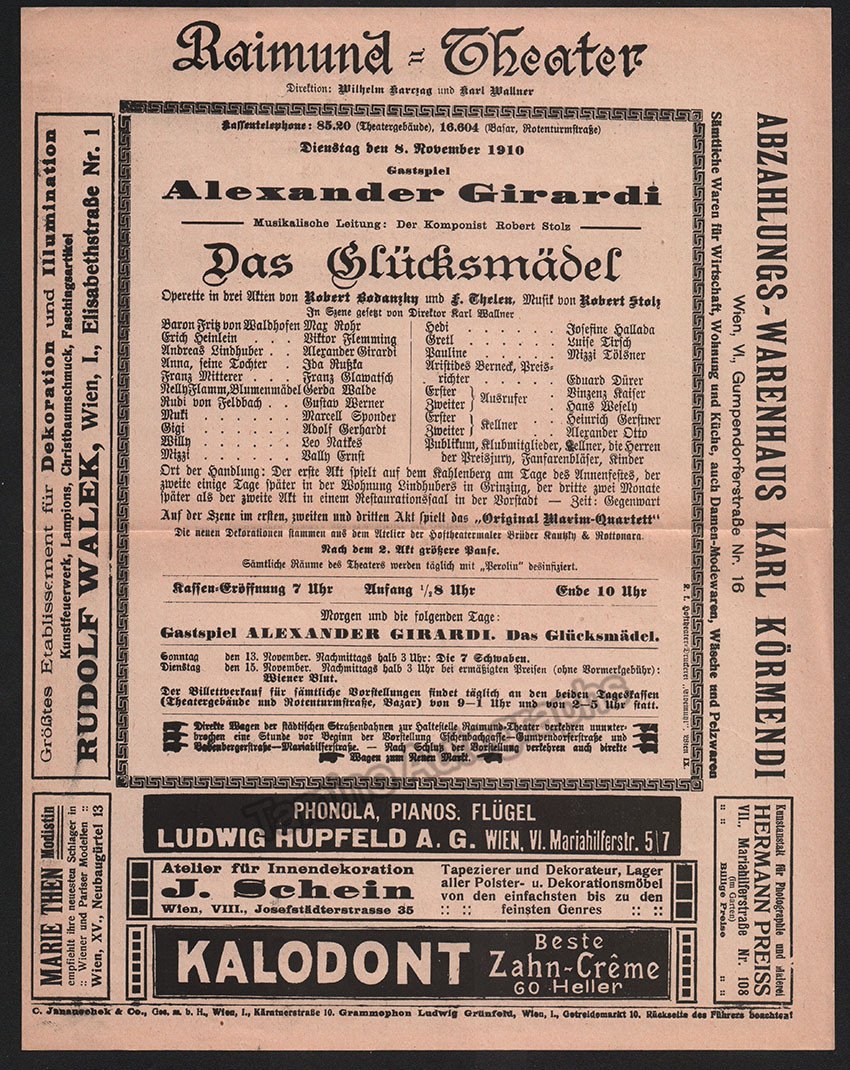 Raimund=Theater
Direktion: Wilhelm Karczag und Karl Wallner
Kassentelephone: 85.20 (Theatergebäude), 16.604 (Basar, Rotenturmstraße)
Dienstag den 8. November 1910
Gastspiel
Alexander Girardi
Musikalische Leitung: Der Komponist Robert Stolz
Das Glücksmädel
Operette in drei Akten von Robert Bodanzky und F. Thelen, Musik von Robert Stolz
In Szene gesetzt von Direktor Karl Wallner
Baron Fritz von Waldhofen Max Rohr
Erich Heinlein . . . Viktor Flemming
Andreas Lindhuber . . Alexander Girardi
Anna, seine Tochter . Ida Rußka
Franz Mitterer . . . Franz Glawatsch
Nelly Flamm, Blumenmädel Gerda Walde
Rudi von Feldbach . . Gustav Werner
Muki . . . . . Marcell Sponder
Gigi . . . . . Adolf Gerhardt
Willy . . . . . Leo Natkes
Mizzi . . . . . Vally Ernst
Hedi . . . . . . Josefine Hallada
Gretl . . . . . . Luise Tirsch
Pauline . . . . . Mizzi Tölsner
Aristides Berneck, Preis-
richter . . . . . Eduard Dürer
Erster } Ausrufer . . Vinzenz Kaiser
Zweiter } Hans Wesely
Erster } Kellner . . . Heinrich Gerstner
Zweiter } Alexander Otto
Publikum, Klubmitglieder, Kellner, die Herren
der Preisjury, Fanfarenbläser, Kinder
Ort der Handlung: Der erste Akt spielt auf dem Kahlenberg am Tage des Annenfestes, der
zweite einige Tage später in der Wohnung Lindhubers in Grinzing, der dritte zwei Monate
später als der zweite Akt in einem Restaurationssaal in der Vorstadt — Zeit: Gegenwart
Auf der Szene im ersten, zweiten und dritten Akt spielt das „Original Marim-Quartett"
Die neuen Dekorationen stammen aus dem Atelier der Hoftheatermaler Brüder Kautzky & Rottonara.
Nach dem 2. Akt größere Pause.
Sämtliche Räume des Theaters werden täglich mit „Perolin" desinfiziert.
Kassen-Eröffnung 7 Uhr Anfang ½8 Uhr Ende 10 Uhr
Morgen und die folgenden Tage:
Gastspiel ALEXANDER GIRARDI. Das Glücksmädel.
Sonntag den 13. November. Nachmittags halb 3 Uhr: Die 7 Schwaben.
Dienstag den 15. November. Nachmittags halb 3 Uhr bei ermäßigten Preisen (ohne Vormerkgebühr):
Wiener Blut.
Der Billettverkauf für sämtliche Vorstellungen findet täglich an den beiden Tageskassen
(Theatergebäude und Rotenturmstraße, Bazar) von 9—1 Uhr und von 2—5 Uhr statt.
Direkte Wagen der städtischen Straßenbahnen zur Haltestelle Raimund-Theater verkehren ununter-
brochen eine Stunde vor Beginn der Vorstellung Eschenbachgasse—Gumpendorferstraße und
Babenbergerstraße—Mariahilferstraße. — Nach Schluß der Vorstellung verkehren auch direkte
Wagen zum Neuen Markt.
Größtes Etablissement für Dekoration und Illumination
Kunstfeuerwerk, Lampions, Christbaumschmuck, Faschingsartikel
RUDOLF WALEK, Wien, I., Elisabethstraße Nr. 1
ABZAHLUNGS-WARENHAUS KARL KÖRMENDI
Wien, VI., Gumpendorferstraße Nr. 16
Sämtliche Waren für Wirtschaft, Wohnung und Küche, auch Damen-Modewaren, Wäsche und Pelzwaren
MARIE THEN Modistin
empfiehlt ihre neuesten Schlager in
:: Wiener und Pariser Modellen ::
Wien, XV., Neubaugürtel 13
PHONOLA, PIANOS, FLÜGEL
LUDWIG HUPFELD A. G. WIEN, VI. Mariahilferstr. 5|7
Atelier für Innendekoration
J. Schein
Wien, VIII., Josefstädterstrasse 35
Tapezierer und Dekorateur, Lager
aller Polster- u. Dekorationsmöbel
von den einfachsten bis zu den
:: :: feinsten Genres :: ::
KALODONT
Beste
Zahn-Crême
60 Heller
Kunstanstalt für Photographie und Malerei
HERMANN PREISS
VII., Mariahilferstraße Nr. 108
(im Garten)
:: :: Billige Preise :: ::
C. Jananschek & Co., Ges. m. b. H., Wien, I., Kärntnerstraße 10. Grammophon Ludwig Grünfeld, Wien, I., Getreidemarkt 10. Rückseite des Führers beachten!
Tamino Autographs